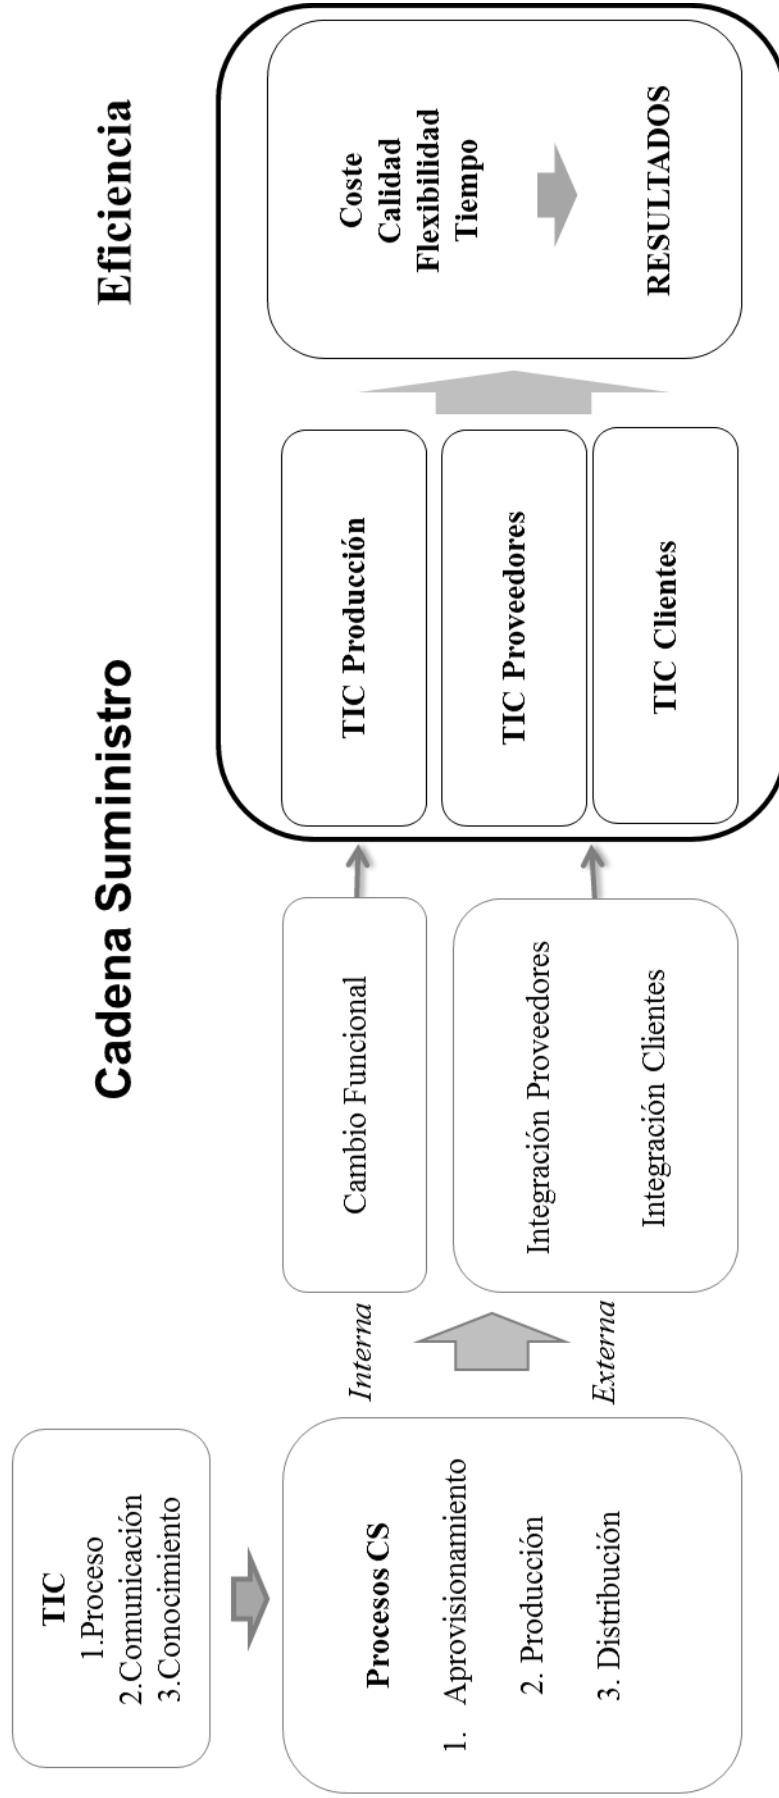 Cadena Suministro
Eficiencia
TIC
1.Proceso
2.Comunicación
3.Conocimiento
Procesos CS
1. Aprovisionamiento
2. Producción
3. Distribución
Interna
Externa
Cambio Funcional
Integración Proveedores
Integración Clientes
TIC Producción
TIC Proveedores
TIC Clientes
Coste
Calidad
Flexibilidad
Tiempo
RESULTADOS